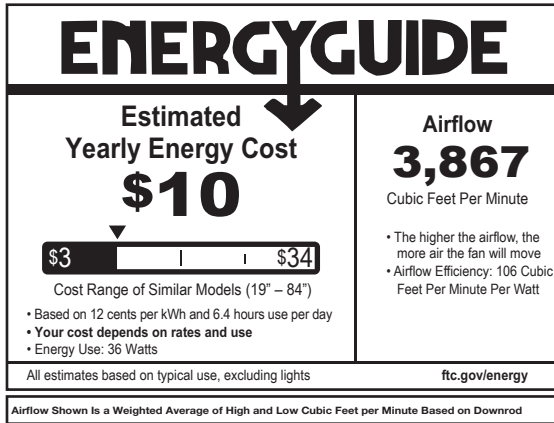 ENERGYGUIDE
Estimated
Yearly Energy Cost
$10
$3
$34
Cost Range of Similar Models (19” – 84”)
• Based on 12 cents per kWh and 6.4 hours use per day
• Your cost depends on rates and use
• Energy Use: 36 Watts
Airflow
3,867
Cubic Feet Per Minute
• The higher the airflow, the
more air the fan will move
• Airflow Efficiency: 106 Cubic
Feet Per Minute Per Watt
All estimates based on typical use, excluding lights
ftc.gov/energy
Airflow Shown Is a Weighted Average of High and Low Cubic Feet per Minute Based on Downrod